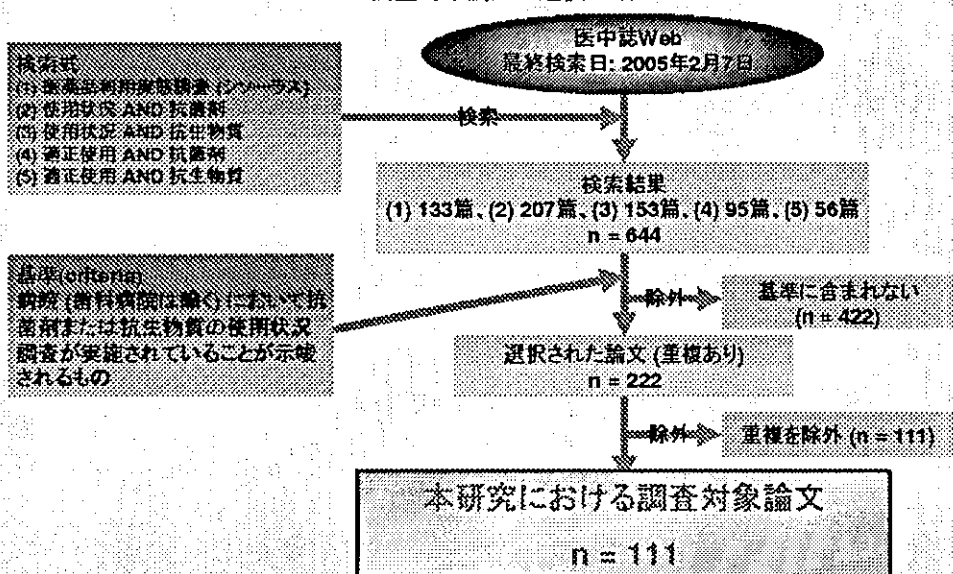 医中誌Web
最終検索日: 2005年2月7日
検索式
(1) 医薬品利用実態調査 (シソーラス)
(2) 使用状況 AND 抗菌剤
(3) 使用状況 AND 抗生物質
(4) 適正使用 AND 抗菌剤
(5) 適正使用 AND 抗生物質
検索
検索結果
(1) 133篇、(2) 207篇、(3) 153篇、(4) 95篇、(5) 56篇
n = 644
基準(criteria)
病院 (歯科病院は除く) において抗
菌剤または抗生物質の使用状況
調査が実施されていることが示唆
されるもの
除外
基準に含まれない
(n = 422)
選択された論文 (重複あり)
n = 222
除外
重複を除外 (n = 111)
本研究における調査対象論文
n = 111